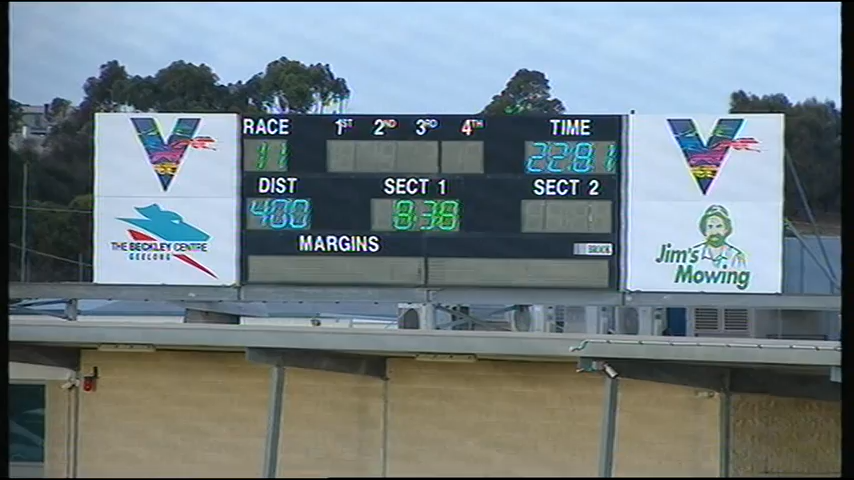 RACE 1ST 2ND 3RD 4TH TIME
11 22.81
DIST SECT 1 SECT 2
400 8.38
MARGINS
THE BECKLEY CENTRE
GEELONG
Jim's
Mowing